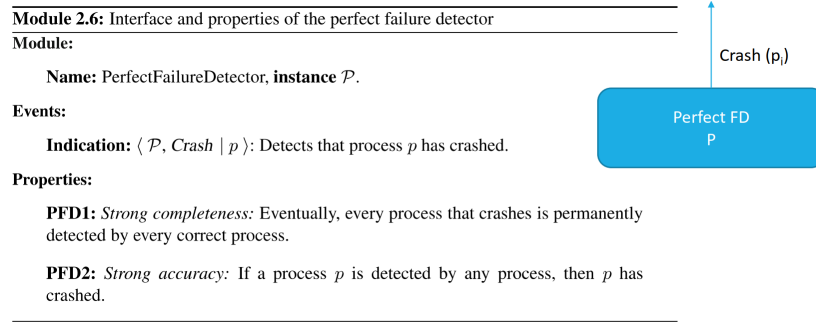 Module 2.6: Interface and properties of the perfect failure detector
Module:
Name: PerfectFailureDetector, instance 𝒫.
Events:
Indication: ⟨ 𝒫, Crash | p ⟩: Detects that process p has crashed.
Properties:
PFD1: Strong completeness: Eventually, every process that crashes is permanently
detected by every correct process.
PFD2: Strong accuracy: If a process p is detected by any process, then p has
crashed.
Crash (pᵢ)
Perfect FD
P